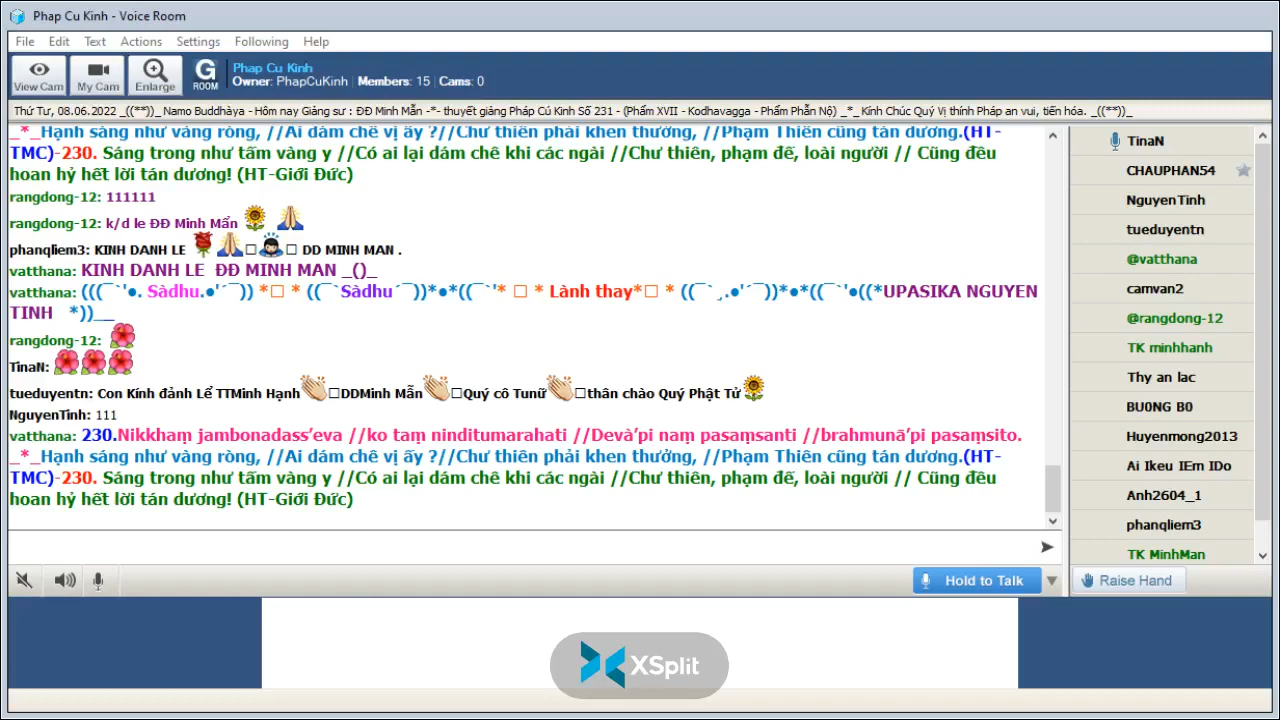 Phap Cu Kinh - Voice Room
File Edit Text Actions Settings Following Help
View Cam My Cam Enlarge G ROOM
Phap Cu Kinh
Owner: PhapCuKinh | Members: 15 | Cams: 0
Thứ Tư, 08.06.2022 _((**))_ Namo Buddhàya - Hôm nay Giảng sư : ĐĐ Minh Mẫn -*- thuyết giảng Pháp Cú Kinh Số 231 - (Phẩm XVII - Kodhavagga - Phẩm Phẫn Nộ) _*_ Kính Chúc Quý Vị thính Pháp an vui, tiến hóa. _((**))_
_*_Hạnh sáng như vàng ròng, //Ai dám chê vị ấy ?//Chư thiên phải khen thưởng, //Phạm Thiên cũng tán dương.(HT-
TMC)-230. Sáng trong như tấm vàng y //Có ai lại dám chê khi các ngài //Chư thiên, phạm đế, loài người // Cũng đều
hoan hỷ hết lời tán dương! (HT-Giới Đức)
rangdong-12: 111111
rangdong-12: k/d le ĐĐ Minh Mẩn
phanqliem3: KINH DANH LE DD MINH MAN .
vatthana: KINH DANH LE ĐĐ MINH MAN _()_
vatthana: (((¯`'●. Sàdhu.●'´¯)) *□ * ((¯`Sàdhu´¯))*●*((¯`'* □ * Lành thay*□ * ((¯`¸.●'´¯))*●*((¯`'●((*UPASIKA NGUYEN
TINH *))__
rangdong-12:
TinaN:
tueduyentn: Con Kính đảnh Lể TTMinh Hạnh □DDMinh Mẫn □Quý cô Tunữ □thân chào Quý Phật Tử
NguyenTinh: 111
vatthana: 230.Nikkhaṃ jambonadass’eva //ko taṃ ninditumarahati //Devà’pi naṃ pasaṃsanti //brahmunā’pi pasaṃsito.
_*_Hạnh sáng như vàng ròng, //Ai dám chê vị ấy ?//Chư thiên phải khen thưởng, //Phạm Thiên cũng tán dương.(HT-
TMC)-230. Sáng trong như tấm vàng y //Có ai lại dám chê khi các ngài //Chư thiên, phạm đế, loài người // Cũng đều
hoan hỷ hết lời tán dương! (HT-Giới Đức)
Hold to Talk
TinaN
CHAUPHAN54
NguyenTinh
tueduyentn
@vatthana
camvan2
@rangdong-12
TK minhhanh
Thy an lac
BU0NG B0
Huyenmong2013
Ai lkeu IEm IDo
Anh2604_1
phanqliem3
TK MinhMan
Raise Hand
XSplit